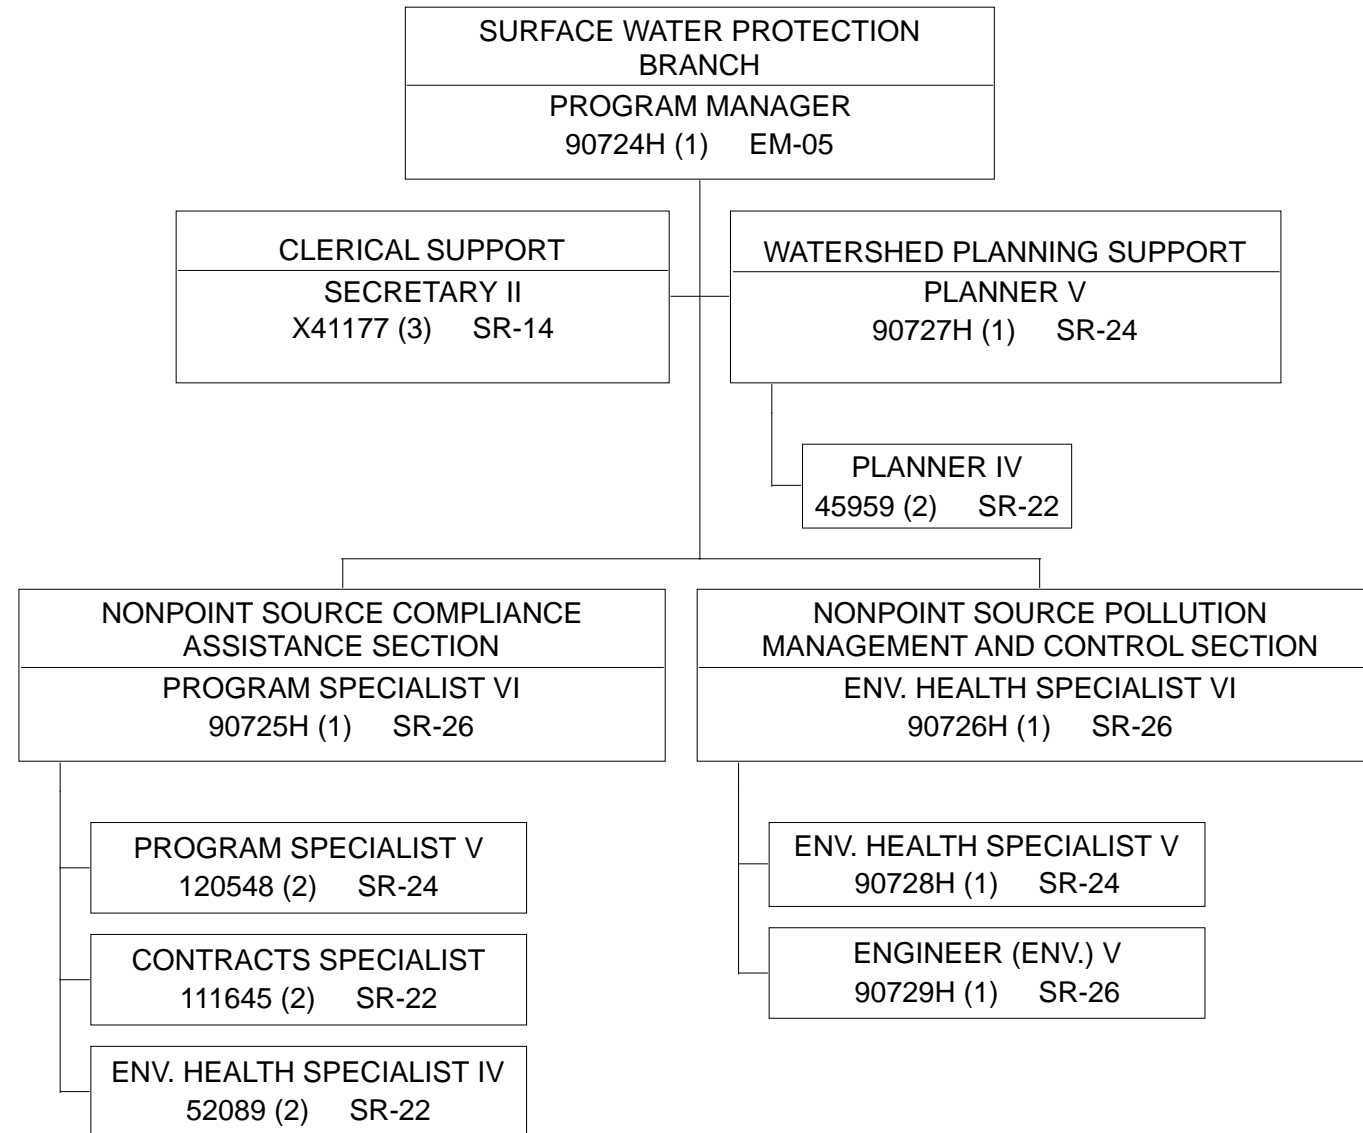 SURFACE WATER PROTECTION
BRANCH
PROGRAM MANAGER
90724H (1) EM-05
CLERICAL SUPPORT
SECRETARY II
X41177 (3) SR-14
WATERSHED PLANNING SUPPORT
PLANNER V
90727H (1) SR-24
PLANNER IV
45959 (2) SR-22
NONPOINT SOURCE COMPLIANCE
ASSISTANCE SECTION
PROGRAM SPECIALIST VI
90725H (1) SR-26
PROGRAM SPECIALIST V
120548 (2) SR-24
CONTRACTS SPECIALIST
111645 (2) SR-22
ENV. HEALTH SPECIALIST IV
52089 (2) SR-22
NONPOINT SOURCE POLLUTION
MANAGEMENT AND CONTROL SECTION
ENV. HEALTH SPECIALIST VI
90726H (1) SR-26
ENV. HEALTH SPECIALIST V
90728H (1) SR-24
ENGINEER (ENV.) V
90729H (1) SR-26